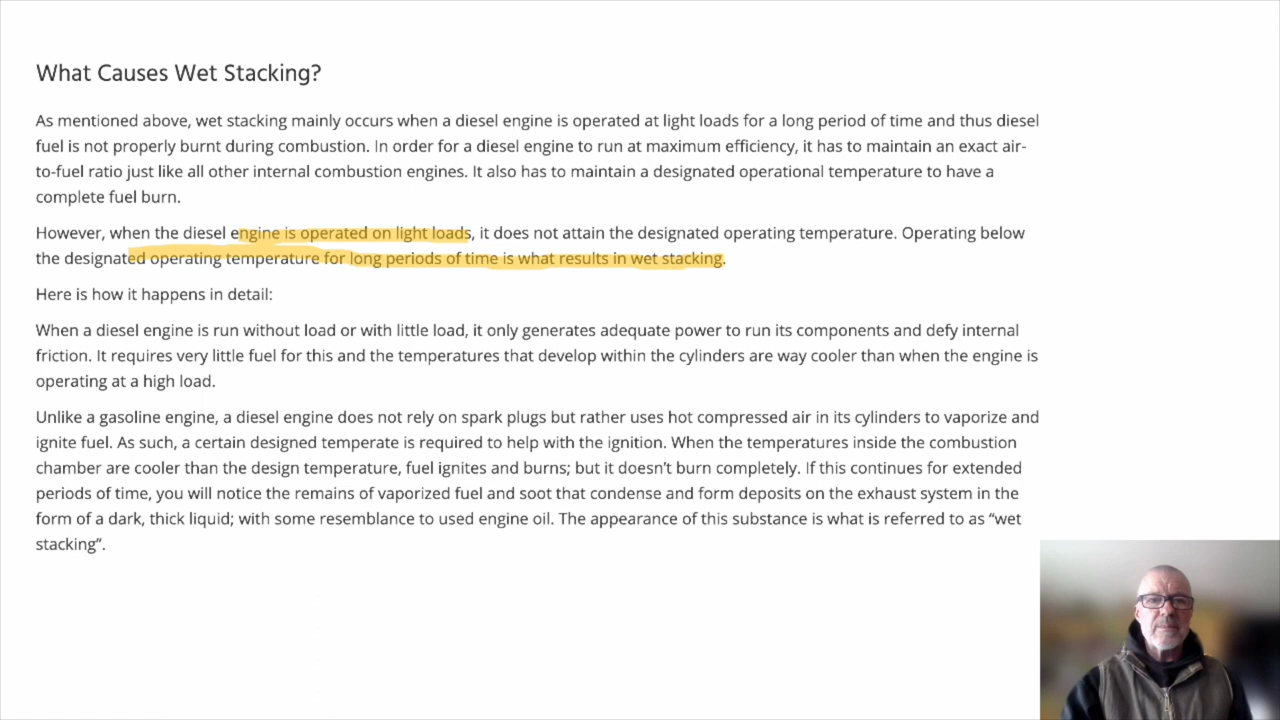 What Causes Wet Stacking?
As mentioned above, wet stacking mainly occurs when a diesel engine is operated at light loads for a long period of time and thus diesel
fuel is not properly burnt during combustion. In order for a diesel engine to run at maximum efficiency, it has to maintain an exact air-
to-fuel ratio just like all other internal combustion engines. It also has to maintain a designated operational temperature to have a
complete fuel burn.
However, when the diesel engine is operated on light loads, it does not attain the designated operating temperature. Operating below
the designated operating temperature for long periods of time is what results in wet stacking.
Here is how it happens in detail:
When a diesel engine is run without load or with little load, it only generates adequate power to run its components and defy internal
friction. It requires very little fuel for this and the temperatures that develop within the cylinders are way cooler than when the engine is
operating at a high load.
Unlike a gasoline engine, a diesel engine does not rely on spark plugs but rather uses hot compressed air in its cylinders to vaporize and
ignite fuel. As such, a certain designed temperate is required to help with the ignition. When the temperatures inside the combustion
chamber are cooler than the design temperature, fuel ignites and burns; but it doesn’t burn completely. If this continues for extended
periods of time, you will notice the remains of vaporized fuel and soot that condense and form deposits on the exhaust system in the
form of a dark, thick liquid; with some resemblance to used engine oil. The appearance of this substance is what is referred to as “wet
stacking”.